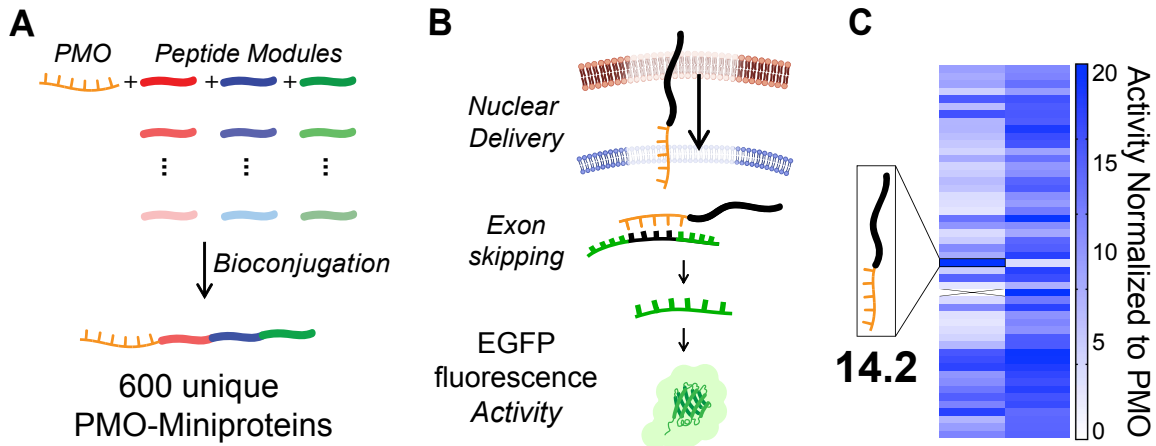 A
PMO
Peptide Modules
+ + +
Bioconjugation
600 unique
PMO-Miniproteins
B
Nuclear
Delivery
Exon
skipping
EGFP
fluorescence
Activity
C
14.2
20
15
10
5
0
Activity Normalized to PMO